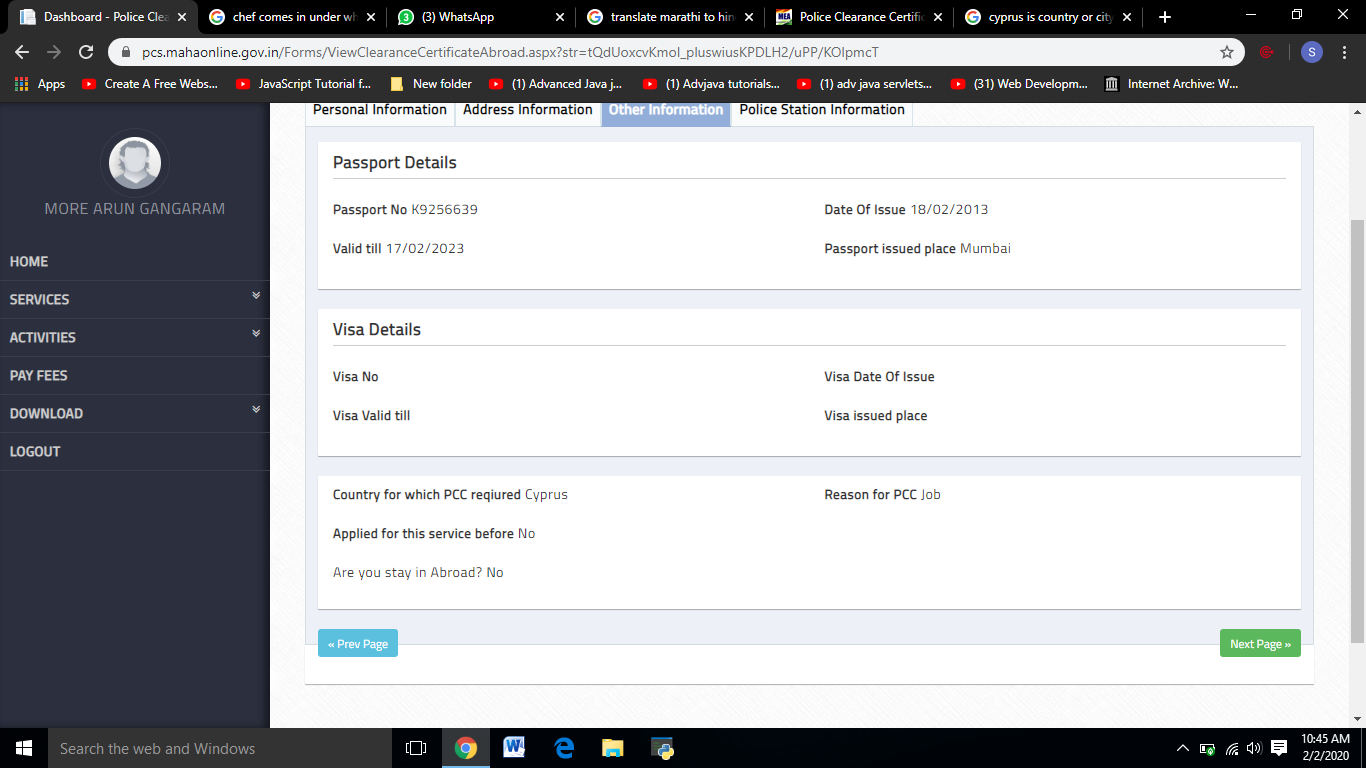 Dashboard - Police Clea
chef comes in under wh
(3) WhatsApp
translate marathi to hin
Police Clearance Certific
cyprus is country or city
pcs.mahaonline.gov.in/Forms/ViewClearanceCertificateAbroad.aspx?str=tQdUoxcvKmol_pluswiusKPDLH2/uPP/KOIpmcT
S
Apps
Create A Free Webs...
JavaScript Tutorial f...
New folder
(1) Advanced Java j...
(1) Advjava tutorials...
(1) adv java servlets...
(31) Web Developm...
Internet Archive: W...
MORE ARUN GANGARAM
HOME
SERVICES
ACTIVITIES
PAY FEES
DOWNLOAD
LOGOUT
Personal Information Address Information Other Information Police Station Information
Passport Details
Passport No K9256639 Date Of Issue 18/02/2013
Valid till 17/02/2023 Passport issued place Mumbai
Visa Details
Visa No Visa Date Of Issue
Visa Valid till Visa issued place
Country for which PCC reqiured Cyprus Reason for PCC Job
Applied for this service before No
Are you stay in Abroad? No
« Prev Page Next Page »
Search the web and Windows
10:45 AM
2/2/2020